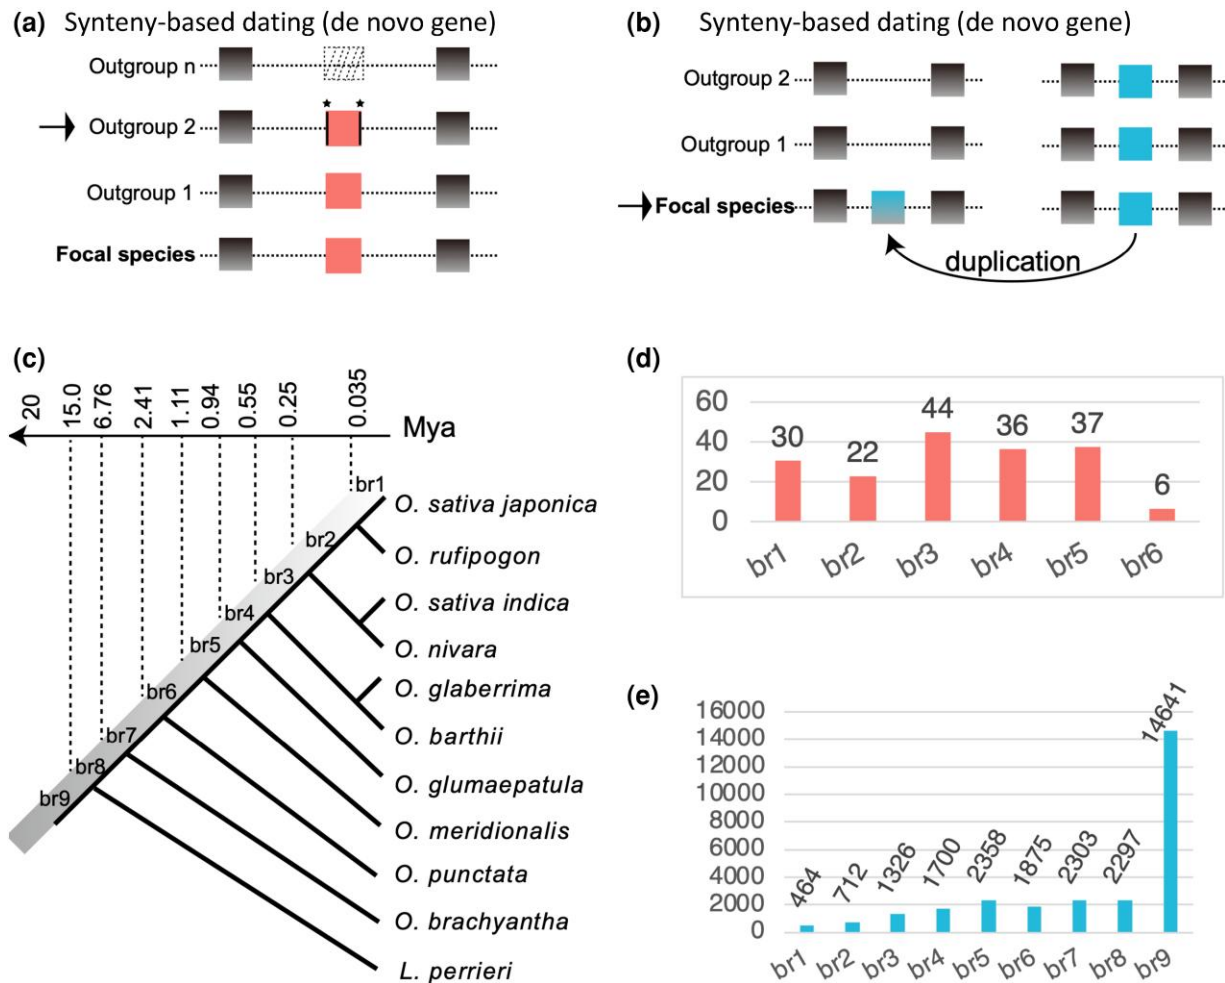 (a) Synteny-based dating (de novo gene)
Outgroup n
Outgroup 2
Outgroup 1
Focal species
(b) Synteny-based dating (de novo gene)
Outgroup 2
Outgroup 1
Focal species
duplication
(c)
20 15.0 6.76 2.41 1.11 0.94 0.55 0.25 0.035
Mya
br1
br2
br3
br4
br5
br6
br7
br8
br9
O. sativa japonica
O. rufipogon
O. sativa indica
O. nivara
O. glaberrima
O. barthii
O. glumaepatula
O. meridionalis
O. punctata
O. brachyantha
L. perrieri
(d)
60
40
20
0
30 22 44 36 37 6
br1 br2 br3 br4 br5 br6
(e)
16000
14000
12000
10000
8000
6000
4000
2000
0
464 712 1326 1700 2358 1875 2303 2297 14641
br1 br2 br3 br4 br5 br6 br7 br8 br9